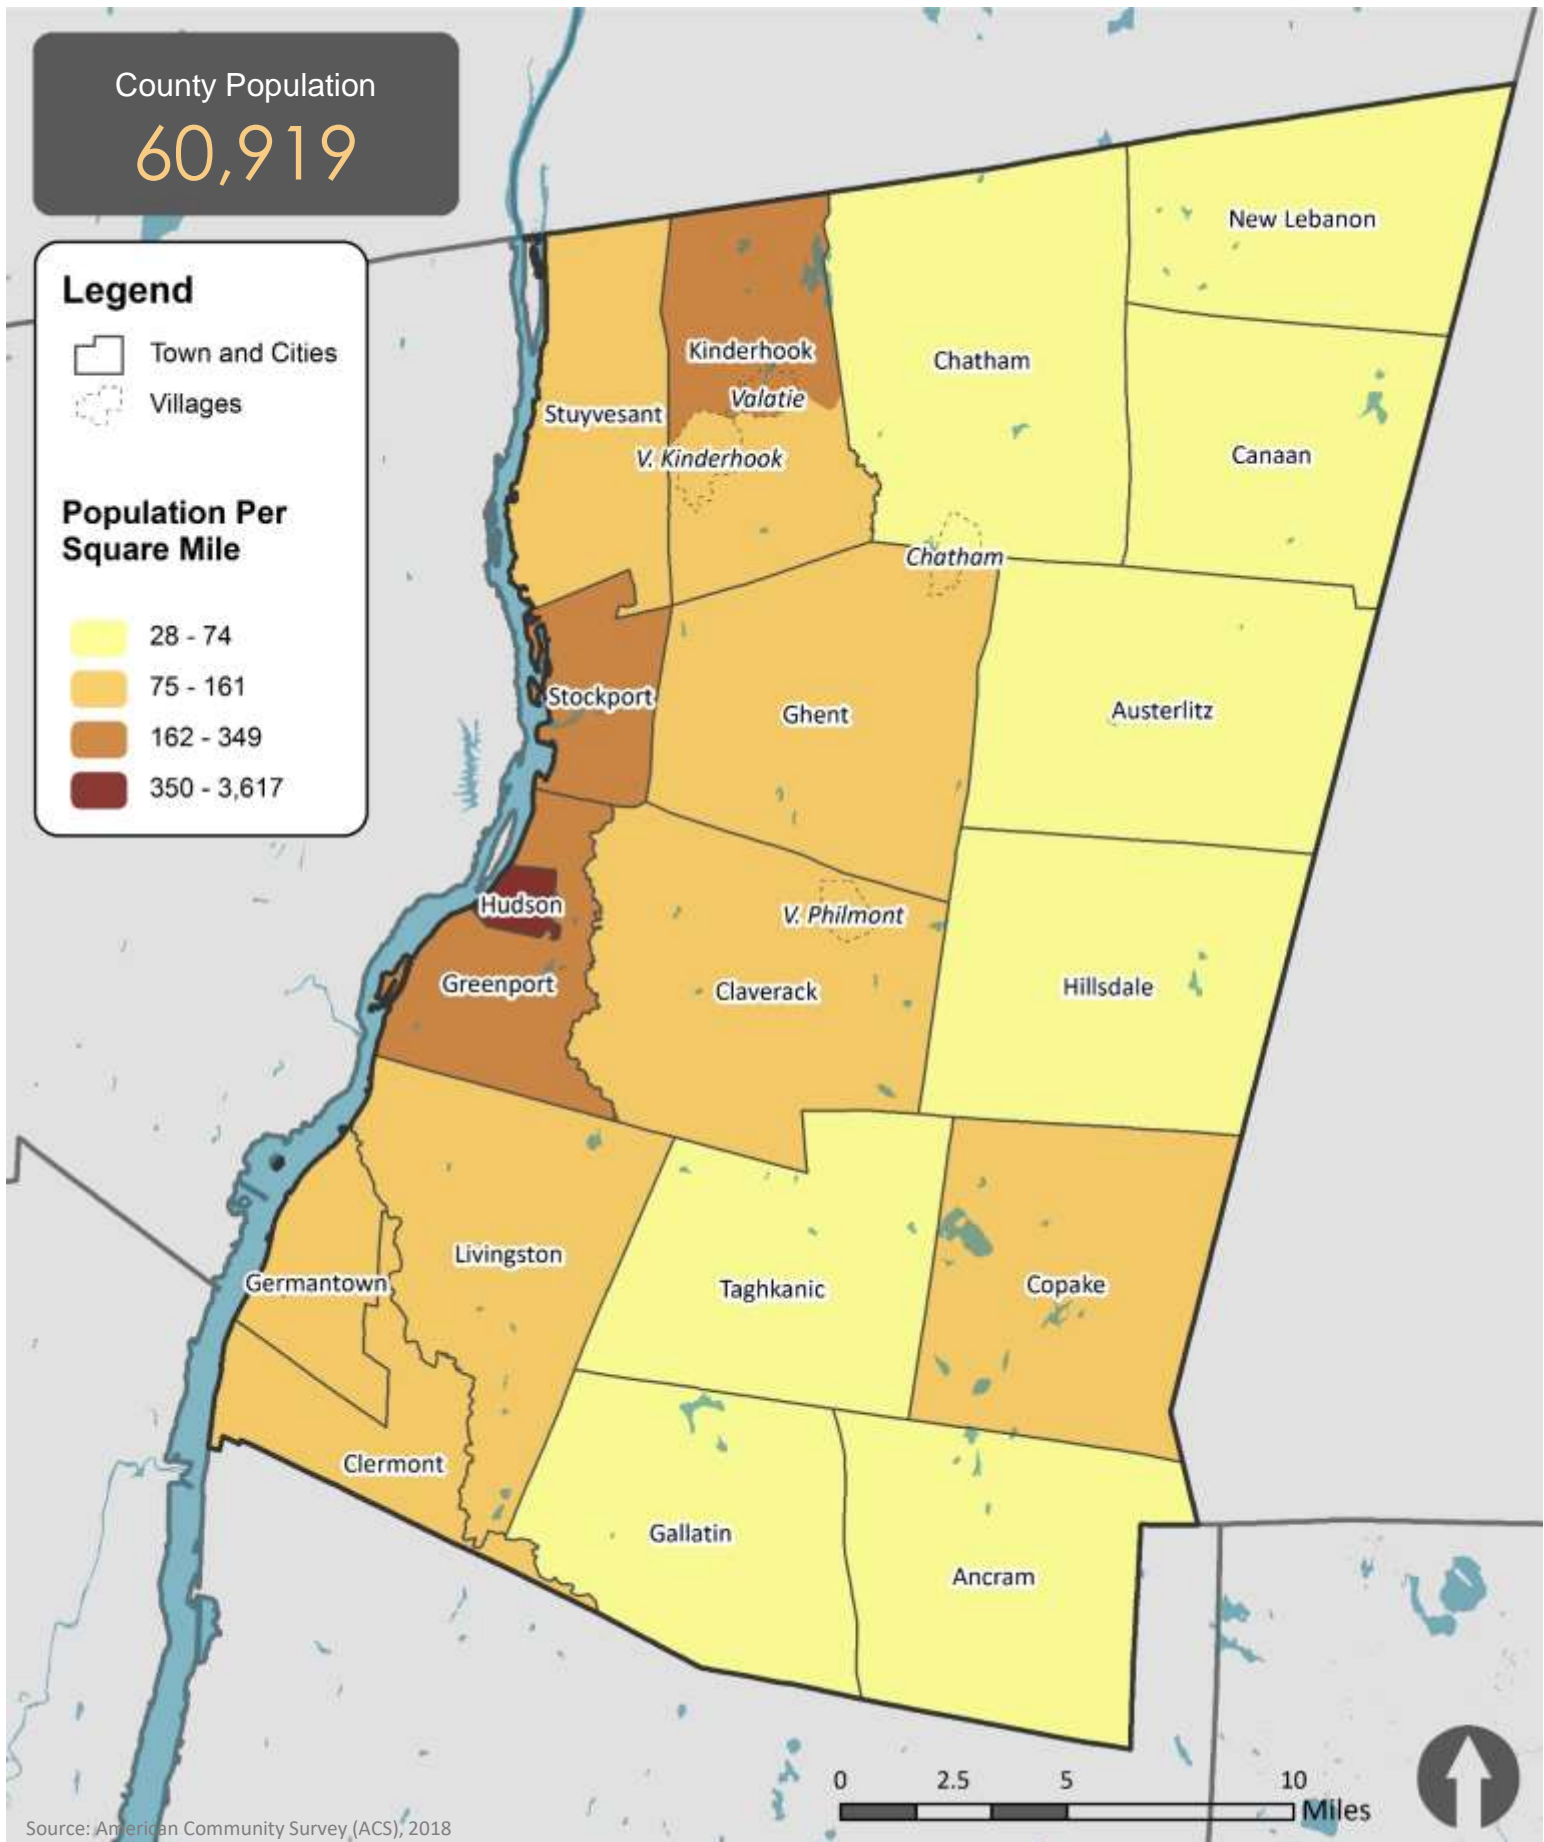 County Population
60,919
Legend
Town and Cities
Villages
Population Per
Square Mile
28 - 74
75 - 161
162 - 349
350 - 3,617
New Lebanon
Kinderhook
Chatham
Valatie
Stuyvesant
V. Kinderhook
Canaan
Chatham
Stockport
Ghent
Austerlitz
Hudson
V. Philmont
Greenport
Claverack
Hillsdale
Livingston
Germantown
Taghkanic
Copake
Clermont
Gallatin
Ancram
0 2.5 5 10
Miles
Source: American Community Survey (ACS), 2018